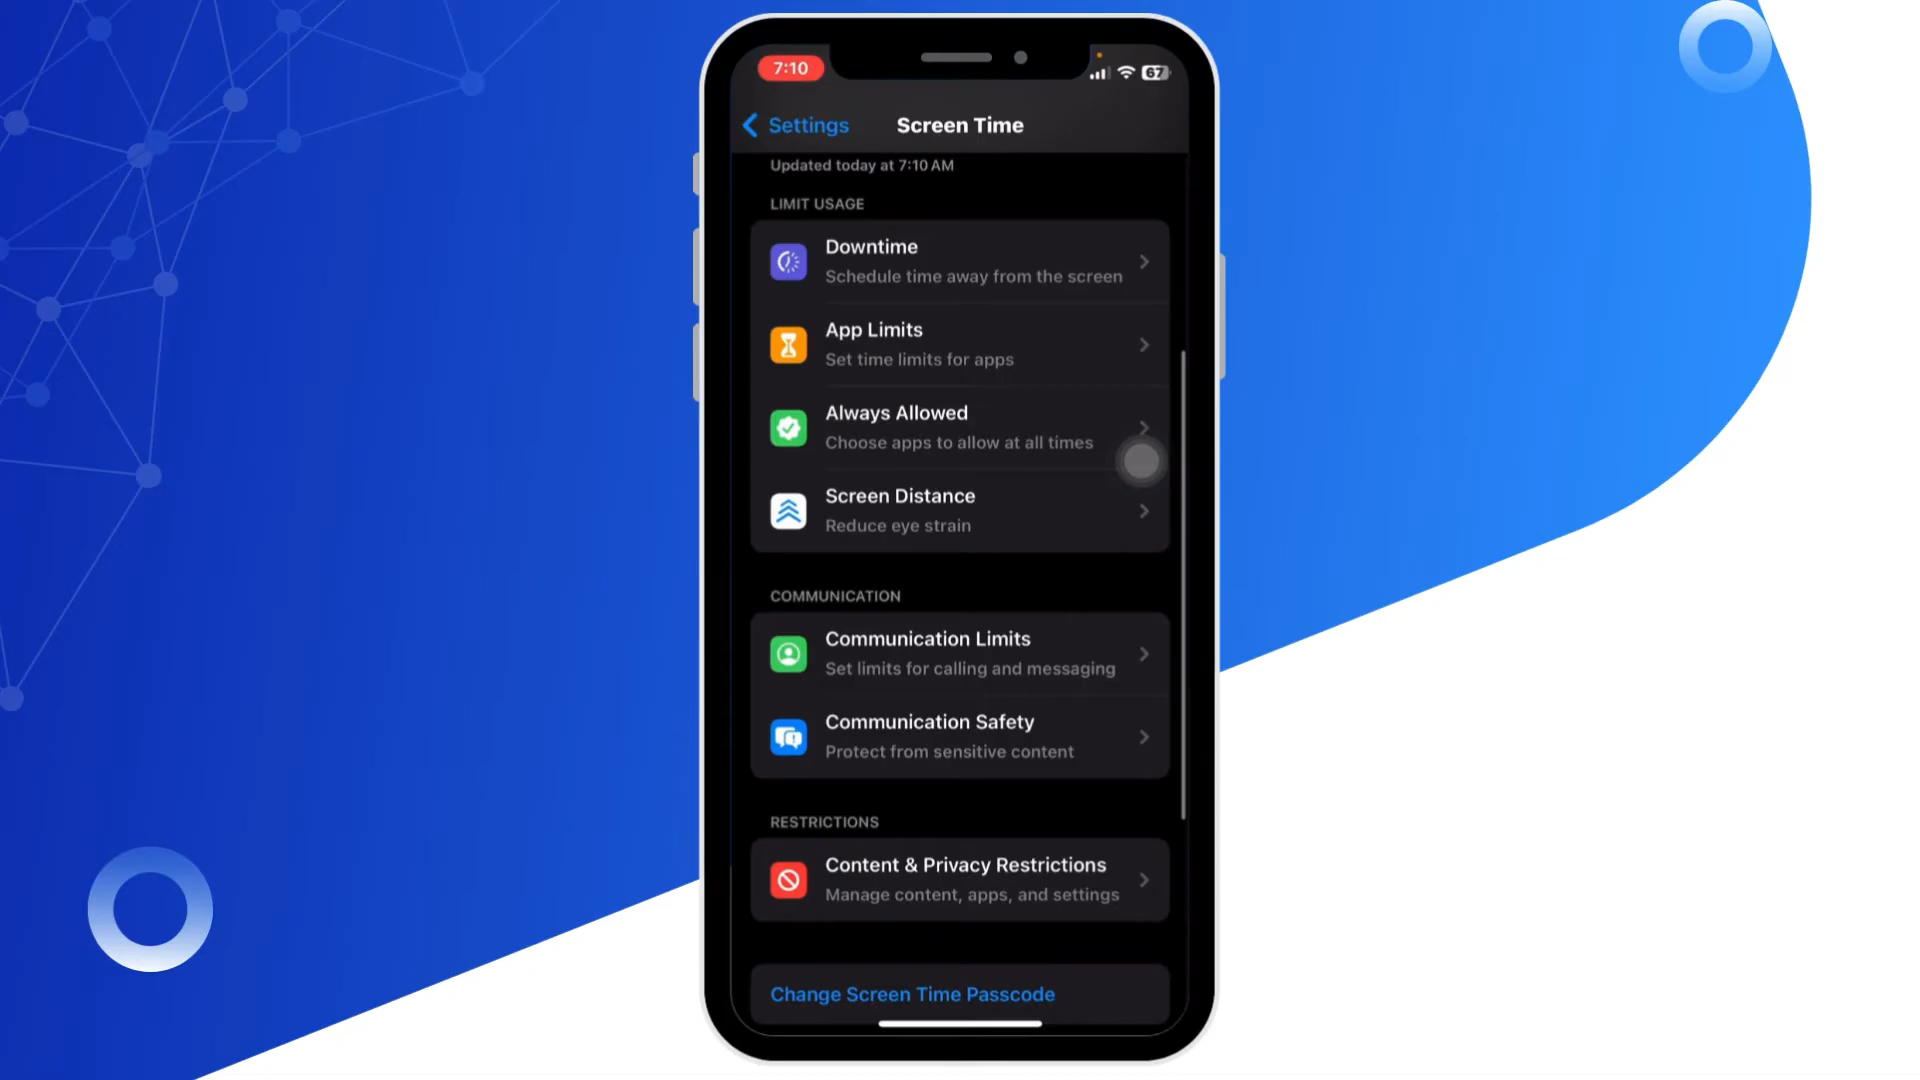 7:10
67
Settings
Screen Time
Updated today at 7:10 AM
LIMIT USAGE
Downtime
Schedule time away from the screen
App Limits
Set time limits for apps
Always Allowed
Choose apps to allow at all times
Screen Distance
Reduce eye strain
COMMUNICATION
Communication Limits
Set limits for calling and messaging
Communication Safety
Protect from sensitive content
RESTRICTIONS
Content & Privacy Restrictions
Manage content, apps, and settings
Change Screen Time Passcode